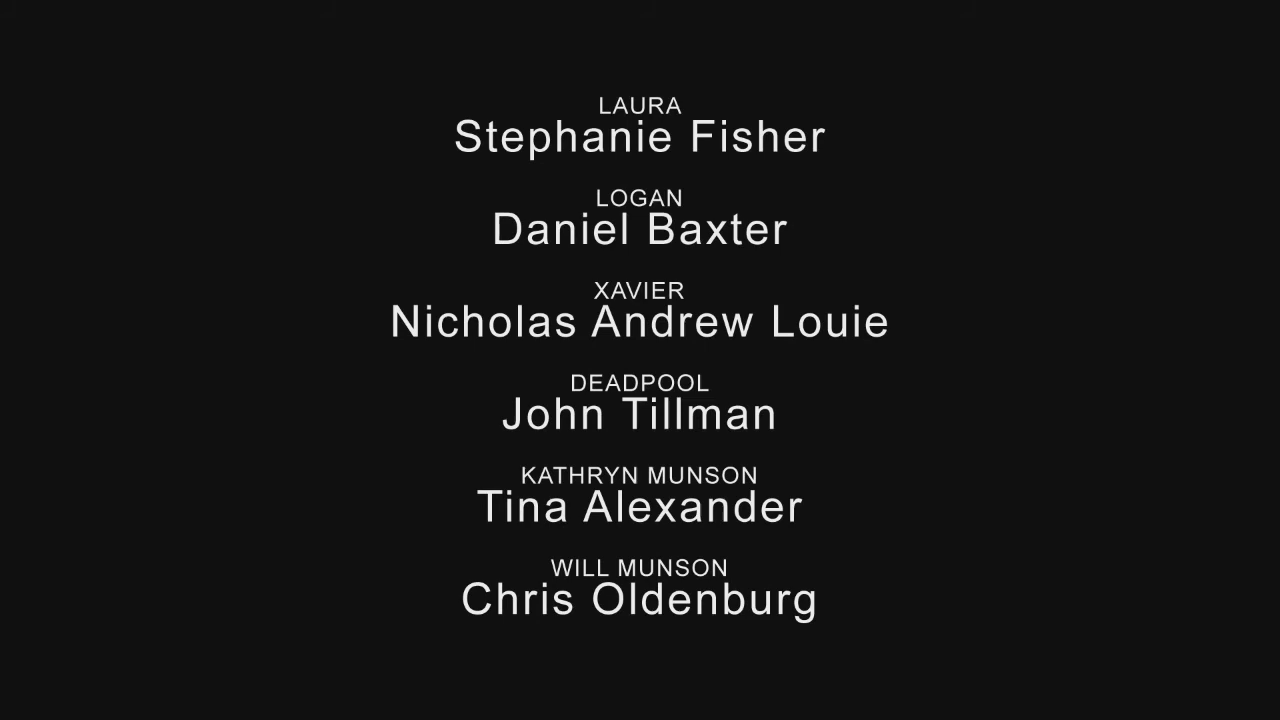 LAURA
Stephanie Fisher
LOGAN
Daniel Baxter
XAVIER
Nicholas Andrew Louie
DEADPOOL
John Tillman
KATHRYN MUNSON
Tina Alexander
WILL MUNSON
Chris Oldenburg